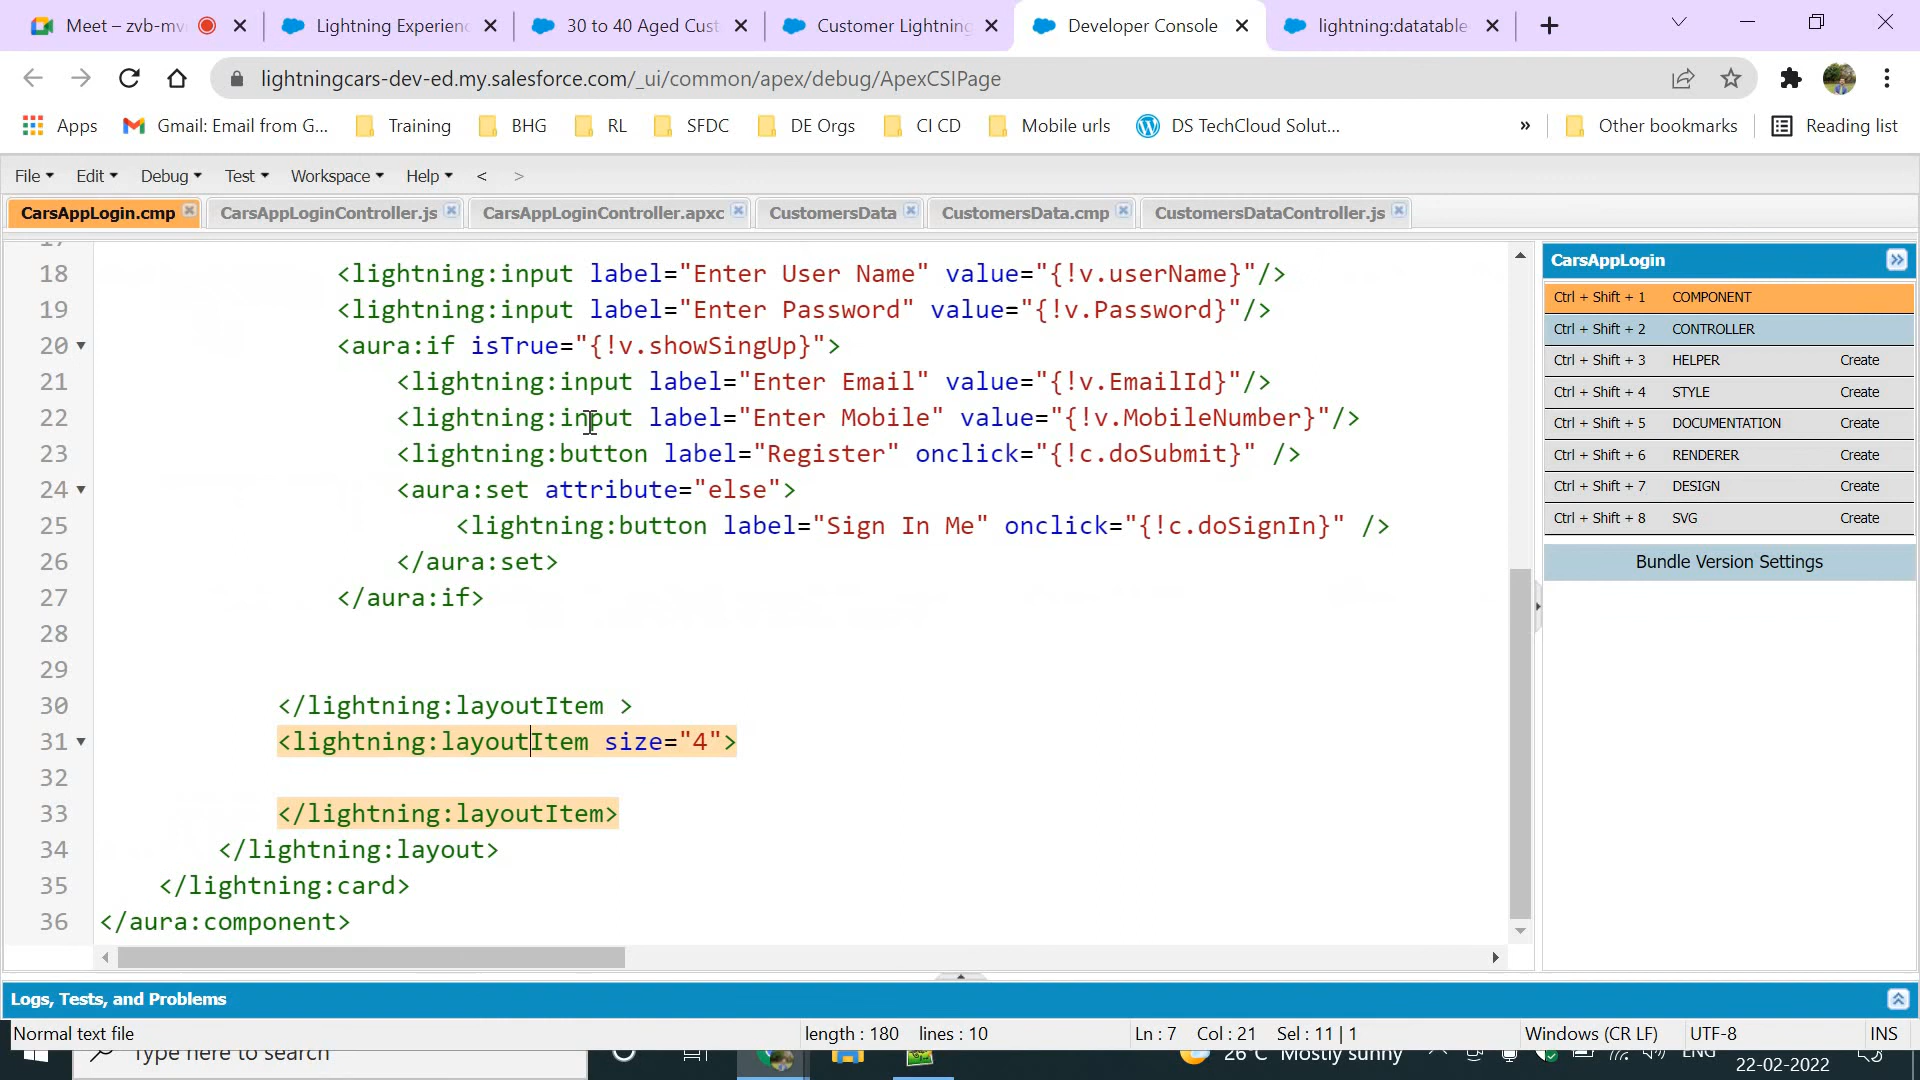 Meet – zvb-mv
Lightning Experien
30 to 40 Aged Cust
Customer Lightning
Developer Console
lightning:datatable
lightningcars-dev-ed.my.salesforce.com/_ui/common/apex/debug/ApexCSIPage
Apps
Gmail: Email from G...
Training
BHG
RL
SFDC
DE Orgs
CI CD
Mobile urls
DS TechCloud Solut...
»
Other bookmarks
Reading list
File
Edit
Debug
Test
Workspace
Help
<
>
CarsAppLogin.cmp
CarsAppLoginController.js
CarsAppLoginController.apxc
CustomersData
CustomersData.cmp
CustomersDataController.js
18 <lightning:input label="Enter User Name" value="{!v.userName}"/>
19 <lightning:input label="Enter Password" value="{!v.Password}"/>
20 <aura:if isTrue="{!v.showSingUp}">
21 <lightning:input label="Enter Email" value="{!v.EmailId}"/>
22 <lightning:input label="Enter Mobile" value="{!v.MobileNumber}"/>
23 <lightning:button label="Register" onclick="{!c.doSubmit}" />
24 <aura:set attribute="else">
25 <lightning:button label="Sign In Me" onclick="{!c.doSignIn}" />
26 </aura:set>
27 </aura:if>
28
29
30 </lightning:layoutItem >
31 <lightning:layoutItem size="4">
32
33 </lightning:layoutItem>
34 </lightning:layout>
35 </lightning:card>
36 </aura:component>
CarsAppLogin
Ctrl + Shift + 1 COMPONENT
Ctrl + Shift + 2 CONTROLLER
Ctrl + Shift + 3 HELPER Create
Ctrl + Shift + 4 STYLE Create
Ctrl + Shift + 5 DOCUMENTATION Create
Ctrl + Shift + 6 RENDERER Create
Ctrl + Shift + 7 DESIGN Create
Ctrl + Shift + 8 SVG Create
Bundle Version Settings
Logs, Tests, and Problems
Normal text file
length : 180 lines : 10
Ln : 7 Col : 21 Sel : 11 | 1
Windows (CR LF)
UTF-8
INS
Type here to search
26°C Mostly sunny
ENG
22-02-2022